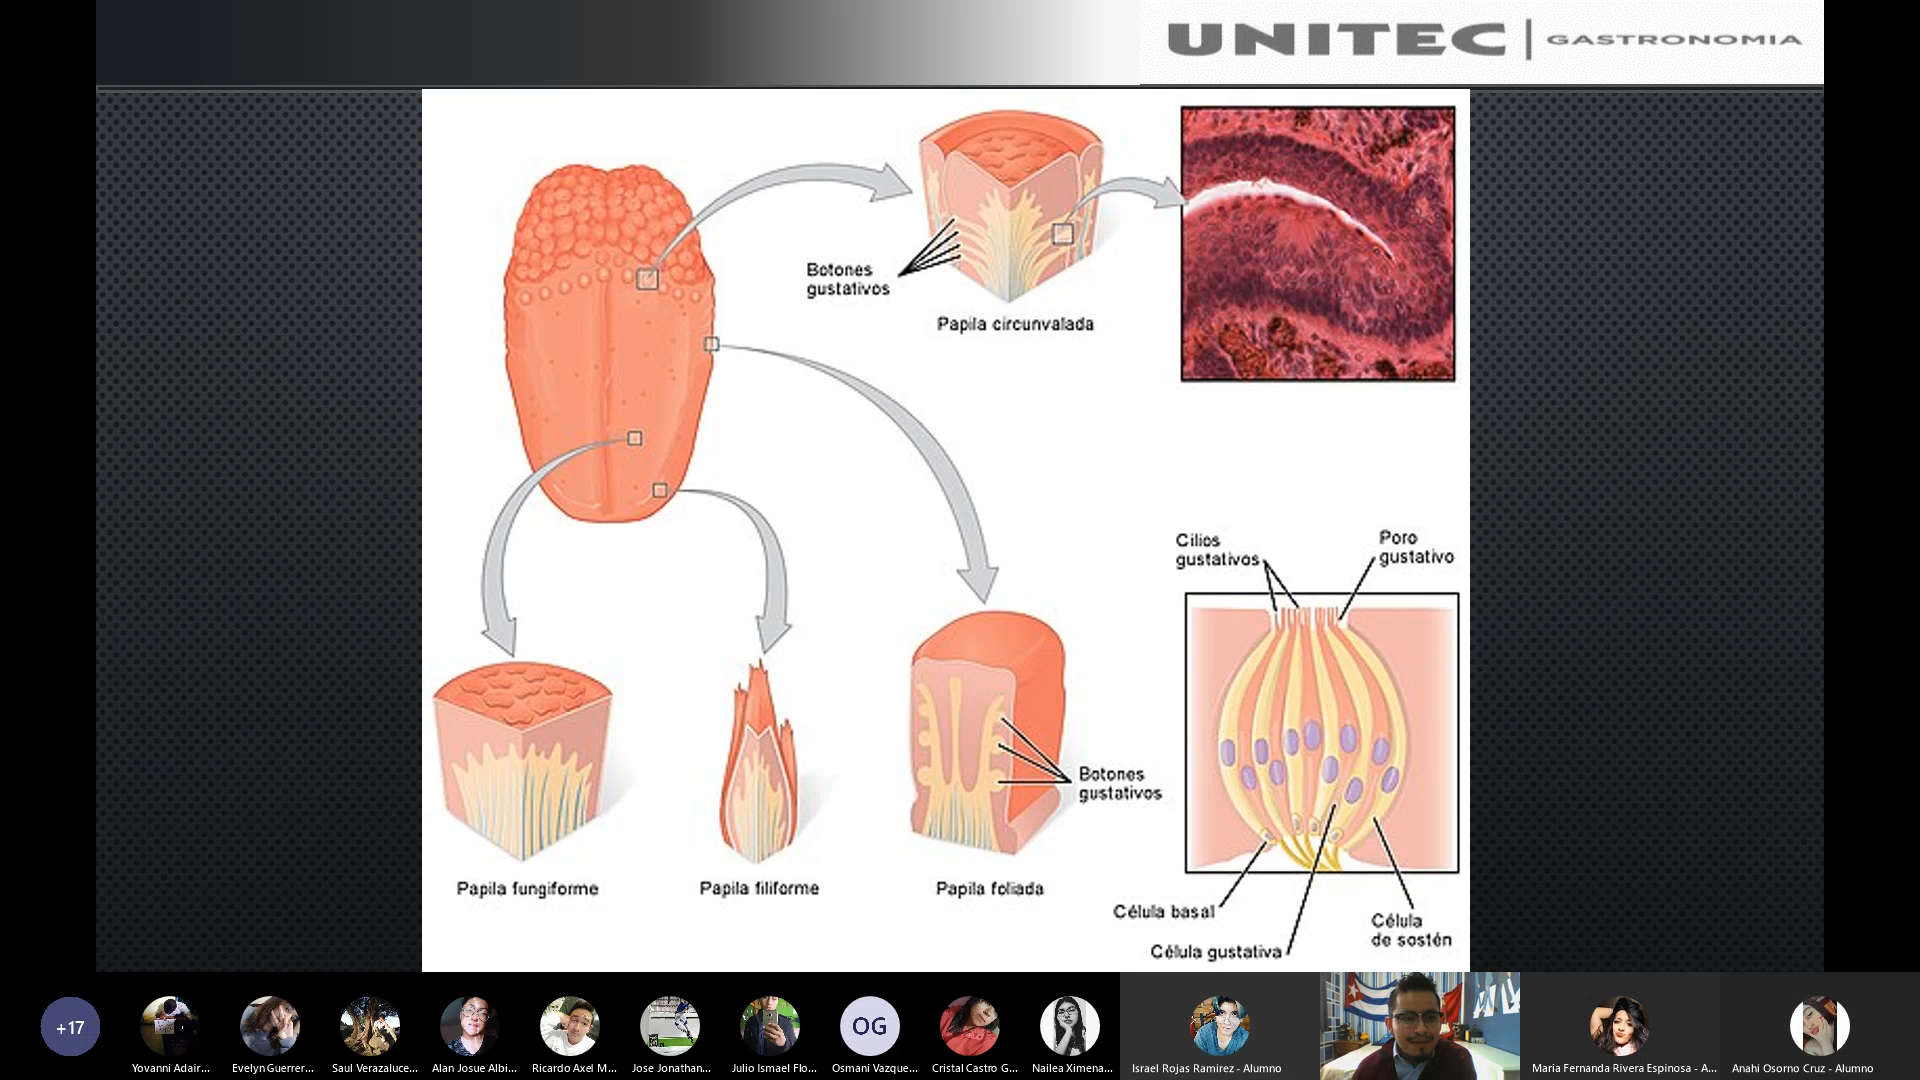 UNITEC | GASTRONOMIA
Botones
gustativos
Papila circunvalada
Cilios
gustativos
Poro
gustativo
Botones
gustativos
Papila fungiforme
Papila filiforme
Papila foliada
Célula basal
Célula gustativa
Célula
de sostén
+17
OG
Yovanni Adair...
Evelyn Guerrer...
Saul Verazaluce...
Alan Josue Albi...
Ricardo Axel M...
Jose Jonathan...
Julio Ismael Flo...
Osmani Vazque...
Cristal Castro G...
Nailea Ximena...
Israel Rojas Ramirez - Alumno
Maria Fernanda Rivera Espinosa - A...
Anahi Osorno Cruz - Alumno